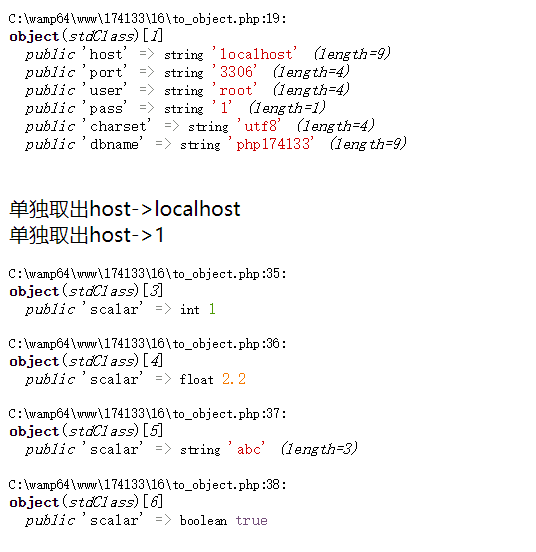 C:\wamp64\www\174133\16\to_object.php:19:
object(stdClass)[1]
public 'host' => string 'localhost' (length=9)
public 'port' => string '3306' (length=4)
public 'user' => string 'root' (length=4)
public 'pass' => string '1' (length=1)
public 'charset' => string 'utf8' (length=4)
public 'dbname' => string 'php174133' (length=9)
单独取出host->localhost
单独取出host->1
C:\wamp64\www\174133\16\to_object.php:35:
object(stdClass)[3]
public 'scalar' => int 1
C:\wamp64\www\174133\16\to_object.php:36:
object(stdClass)[4]
public 'scalar' => float 2.2
C:\wamp64\www\174133\16\to_object.php:37:
object(stdClass)[5]
public 'scalar' => string 'abc' (length=3)
C:\wamp64\www\174133\16\to_object.php:38:
object(stdClass)[6]
public 'scalar' => boolean true